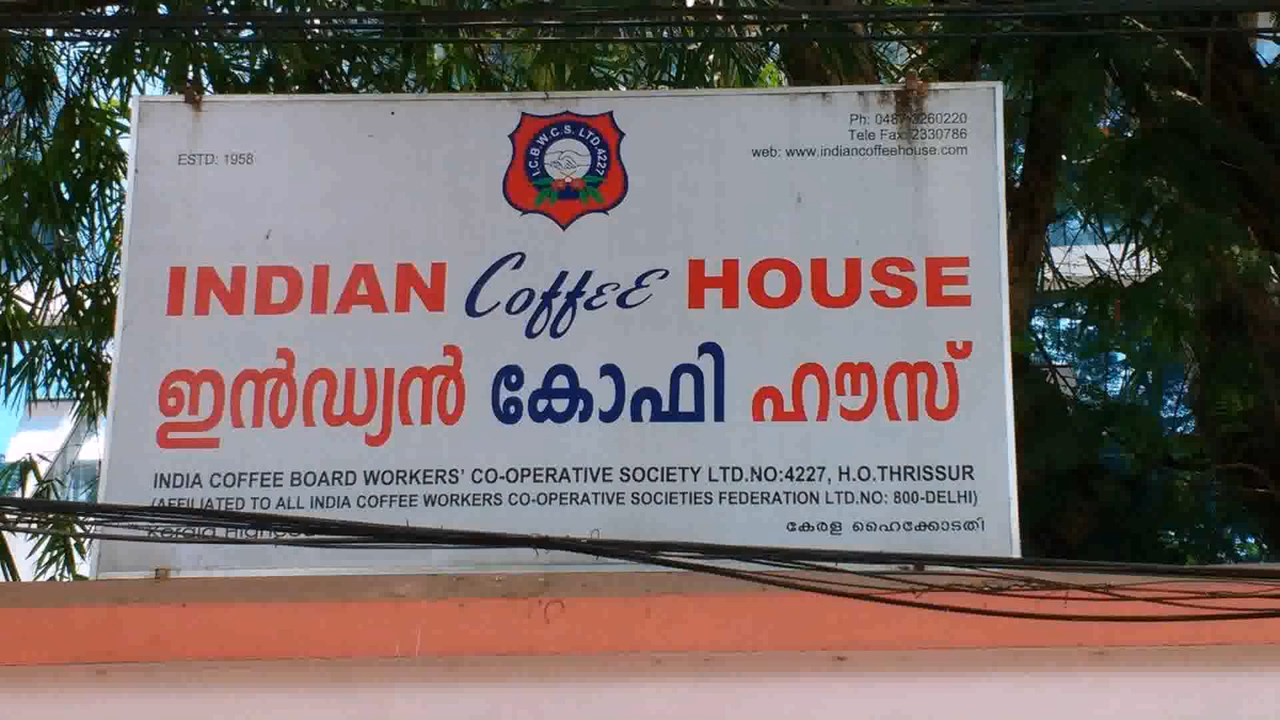 ESTD: 1958
I.C.B.W.C.S. LTD.4227
Ph: 0487 2260220
Tele Fax: 2330786
web: www.indiancoffeehouse.com
INDIAN Coffee HOUSE
ഇൻഡ്യൻ കോഫി ഹൗസ്
INDIA COFFEE BOARD WORKERS' CO-OPERATIVE SOCIETY LTD.NO:4227, H.O.THRISSUR
(AFFILIATED TO ALL INDIA COFFEE WORKERS CO-OPERATIVE SOCIETIES FEDERATION LTD.NO: 800-DELHI)
Kerala
കേരള ഹൈക്കോടതി